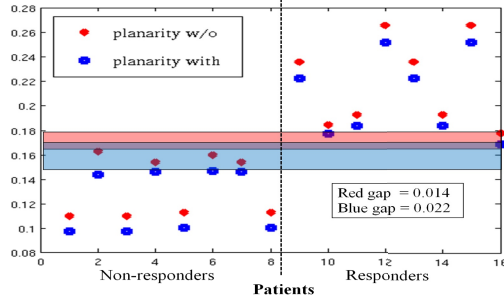 0.28
0.26
0.24
0.22
0.2
0.18
0.16
0.14
0.12
0.1
0.08
planarity w/o
planarity with
Red gap = 0.014
Blue gap = 0.022
0 2 4 6 8 10 12 14 16
Non-responders Responders
Patients